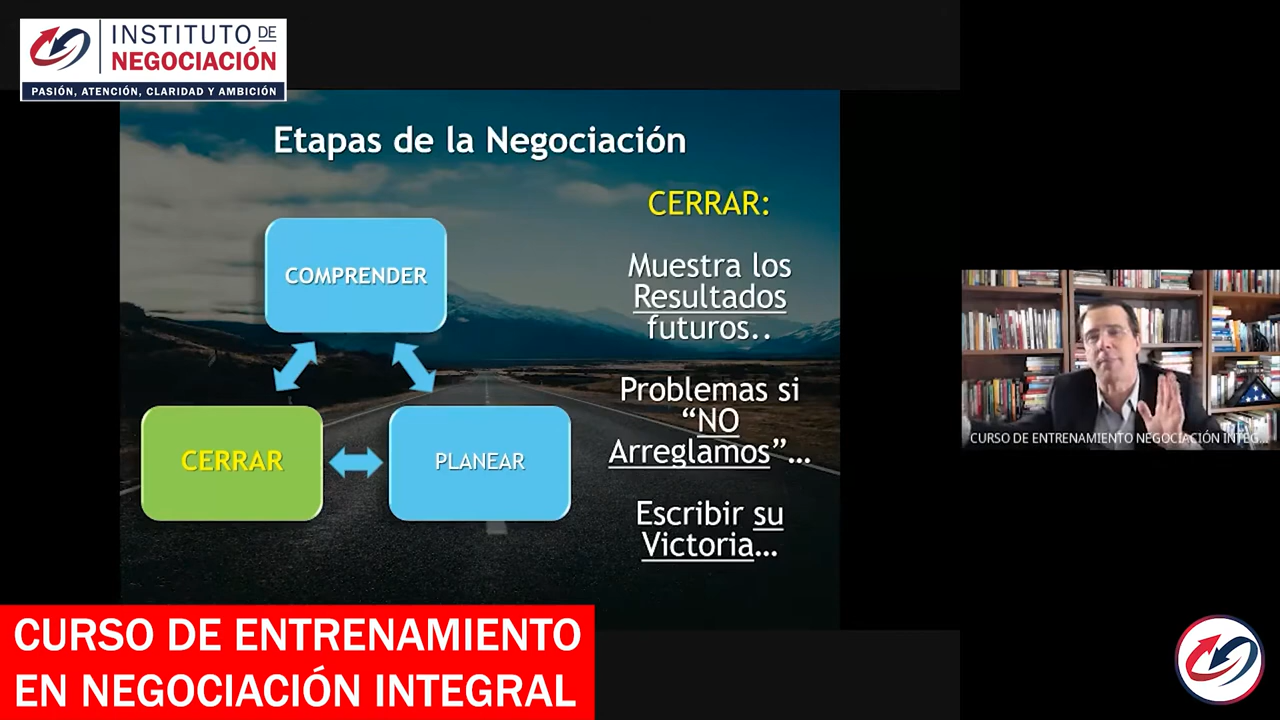 INSTITUTO DE
NEGOCIACIÓN
PASIÓN, ATENCIÓN, CLARIDAD Y AMBICIÓN
Etapas de la Negociación
COMPRENDER
CERRAR
PLANEAR
CERRAR:
Muestra los
Resultados
futuros..
Problemas si
“NO
Arreglamos”…
Escribir su
Victoria…
CURSO DE ENTRENAMIENTO NEGOCIACIÓN INTEG...
CURSO DE ENTRENAMIENTO
EN NEGOCIACIÓN INTEGRAL